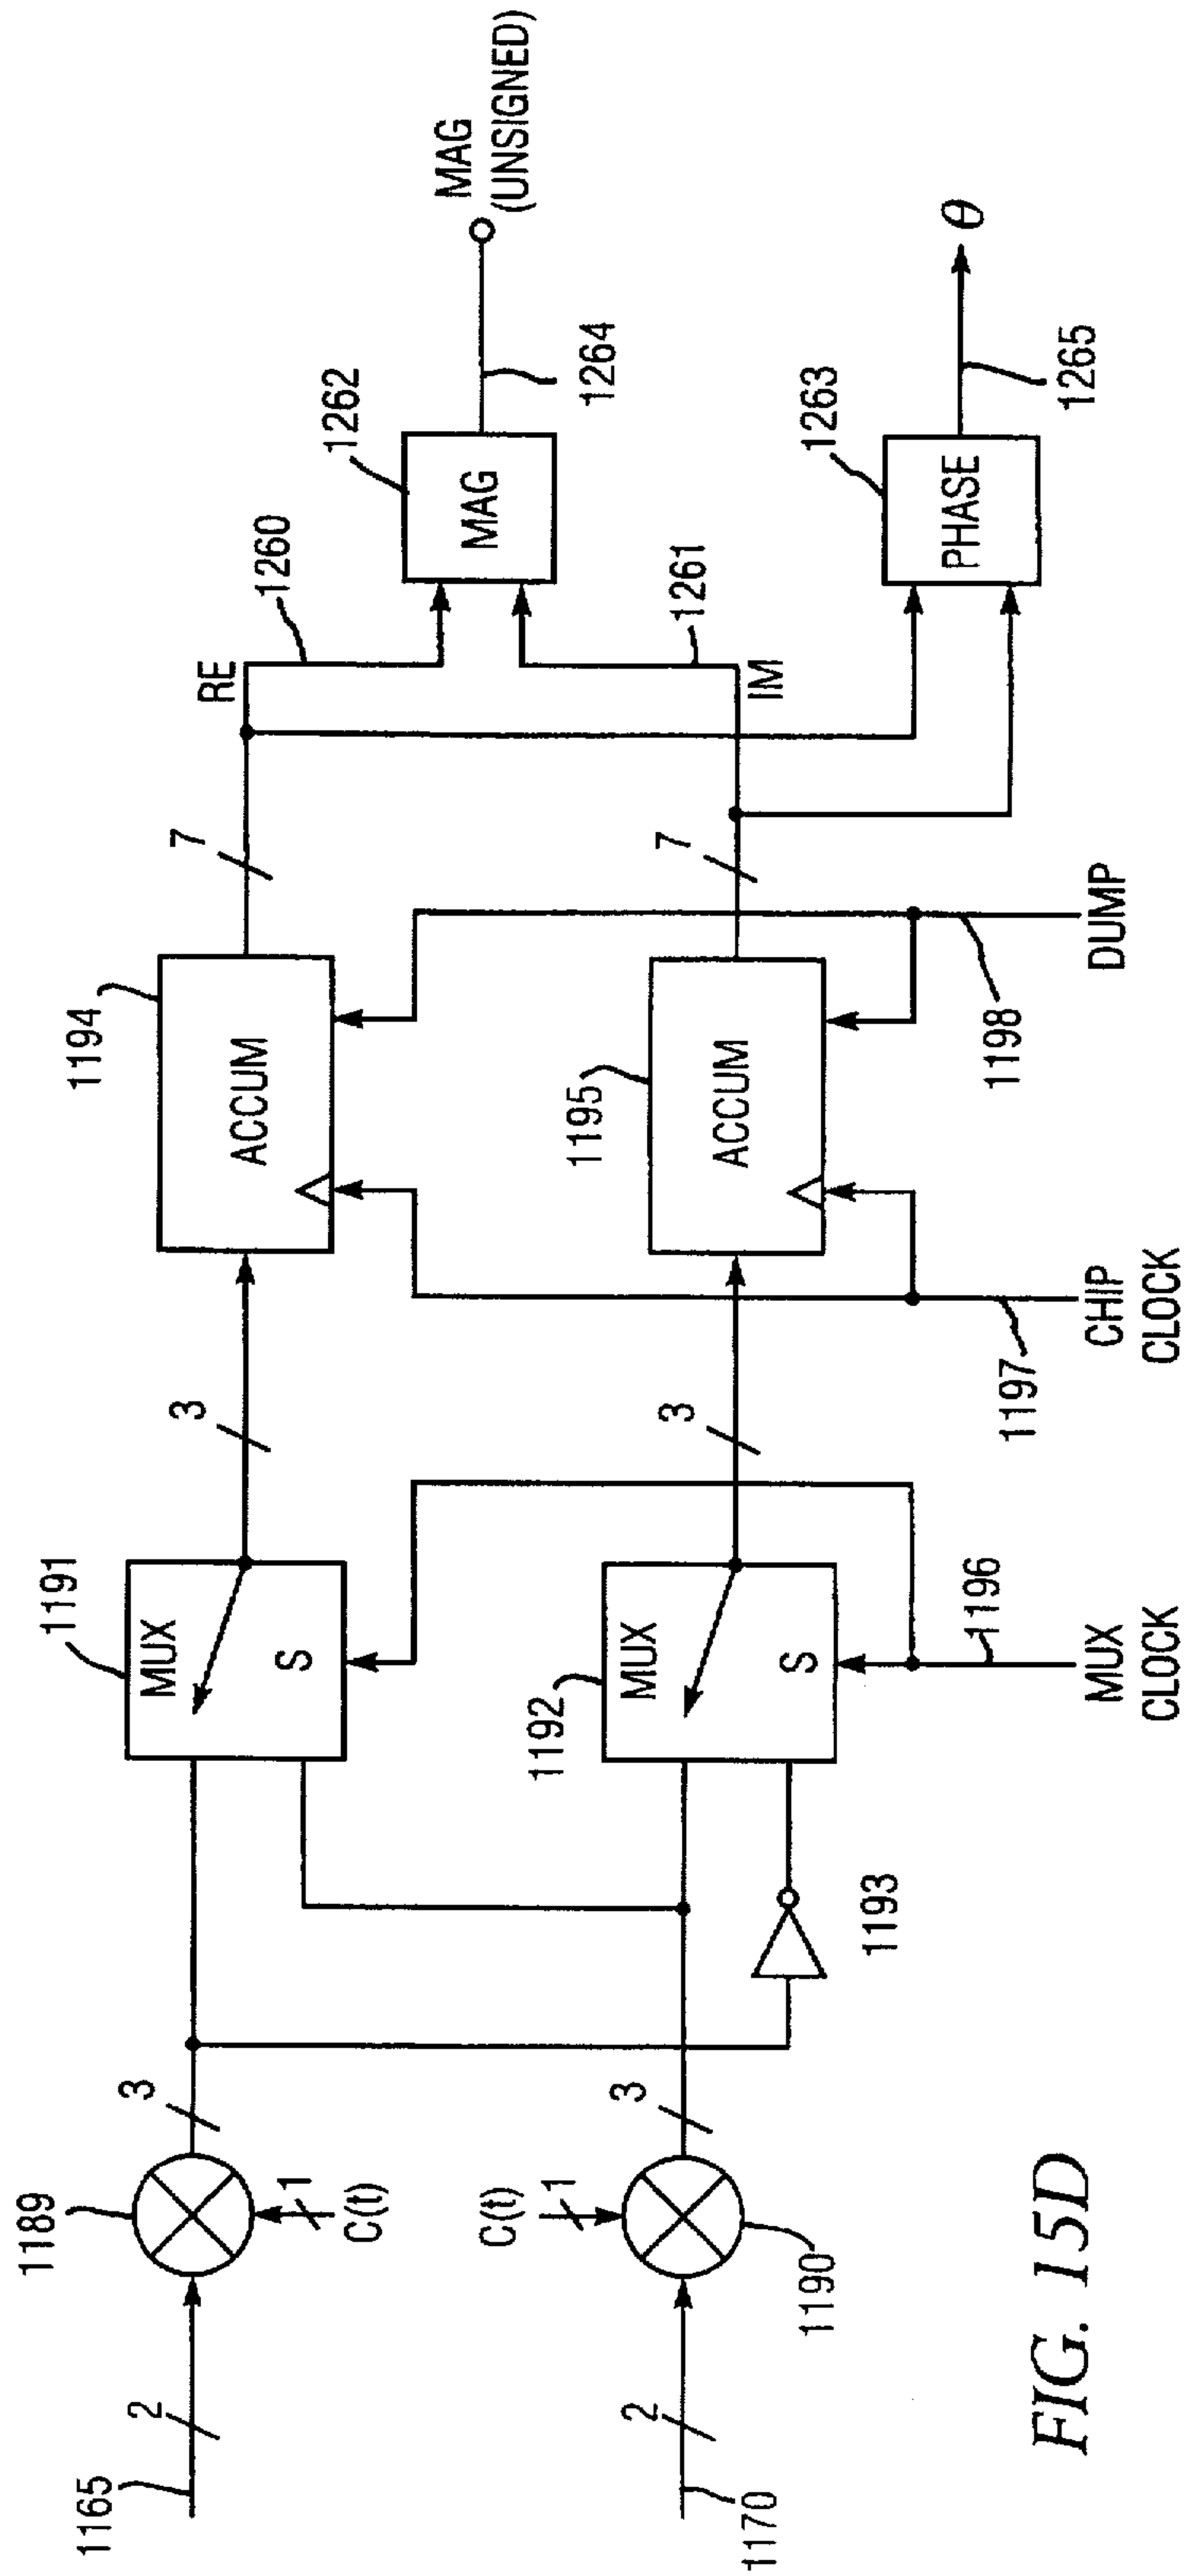 1165
2
1189
1
C(t)
3
1191
MUX
S
3
1194
ACCUM
7
RE
1260
1262
MAG
1264
MAG
(UNSIGNED)
1170
2
C(t)
1
1190
3
1193
1192
MUX
S
3
1195
ACCUM
7
IM
1261
1263
PHASE
1265
θ
1196
MUX
CLOCK
1197
CHIP
CLOCK
1198
DUMP
FIG. 15D